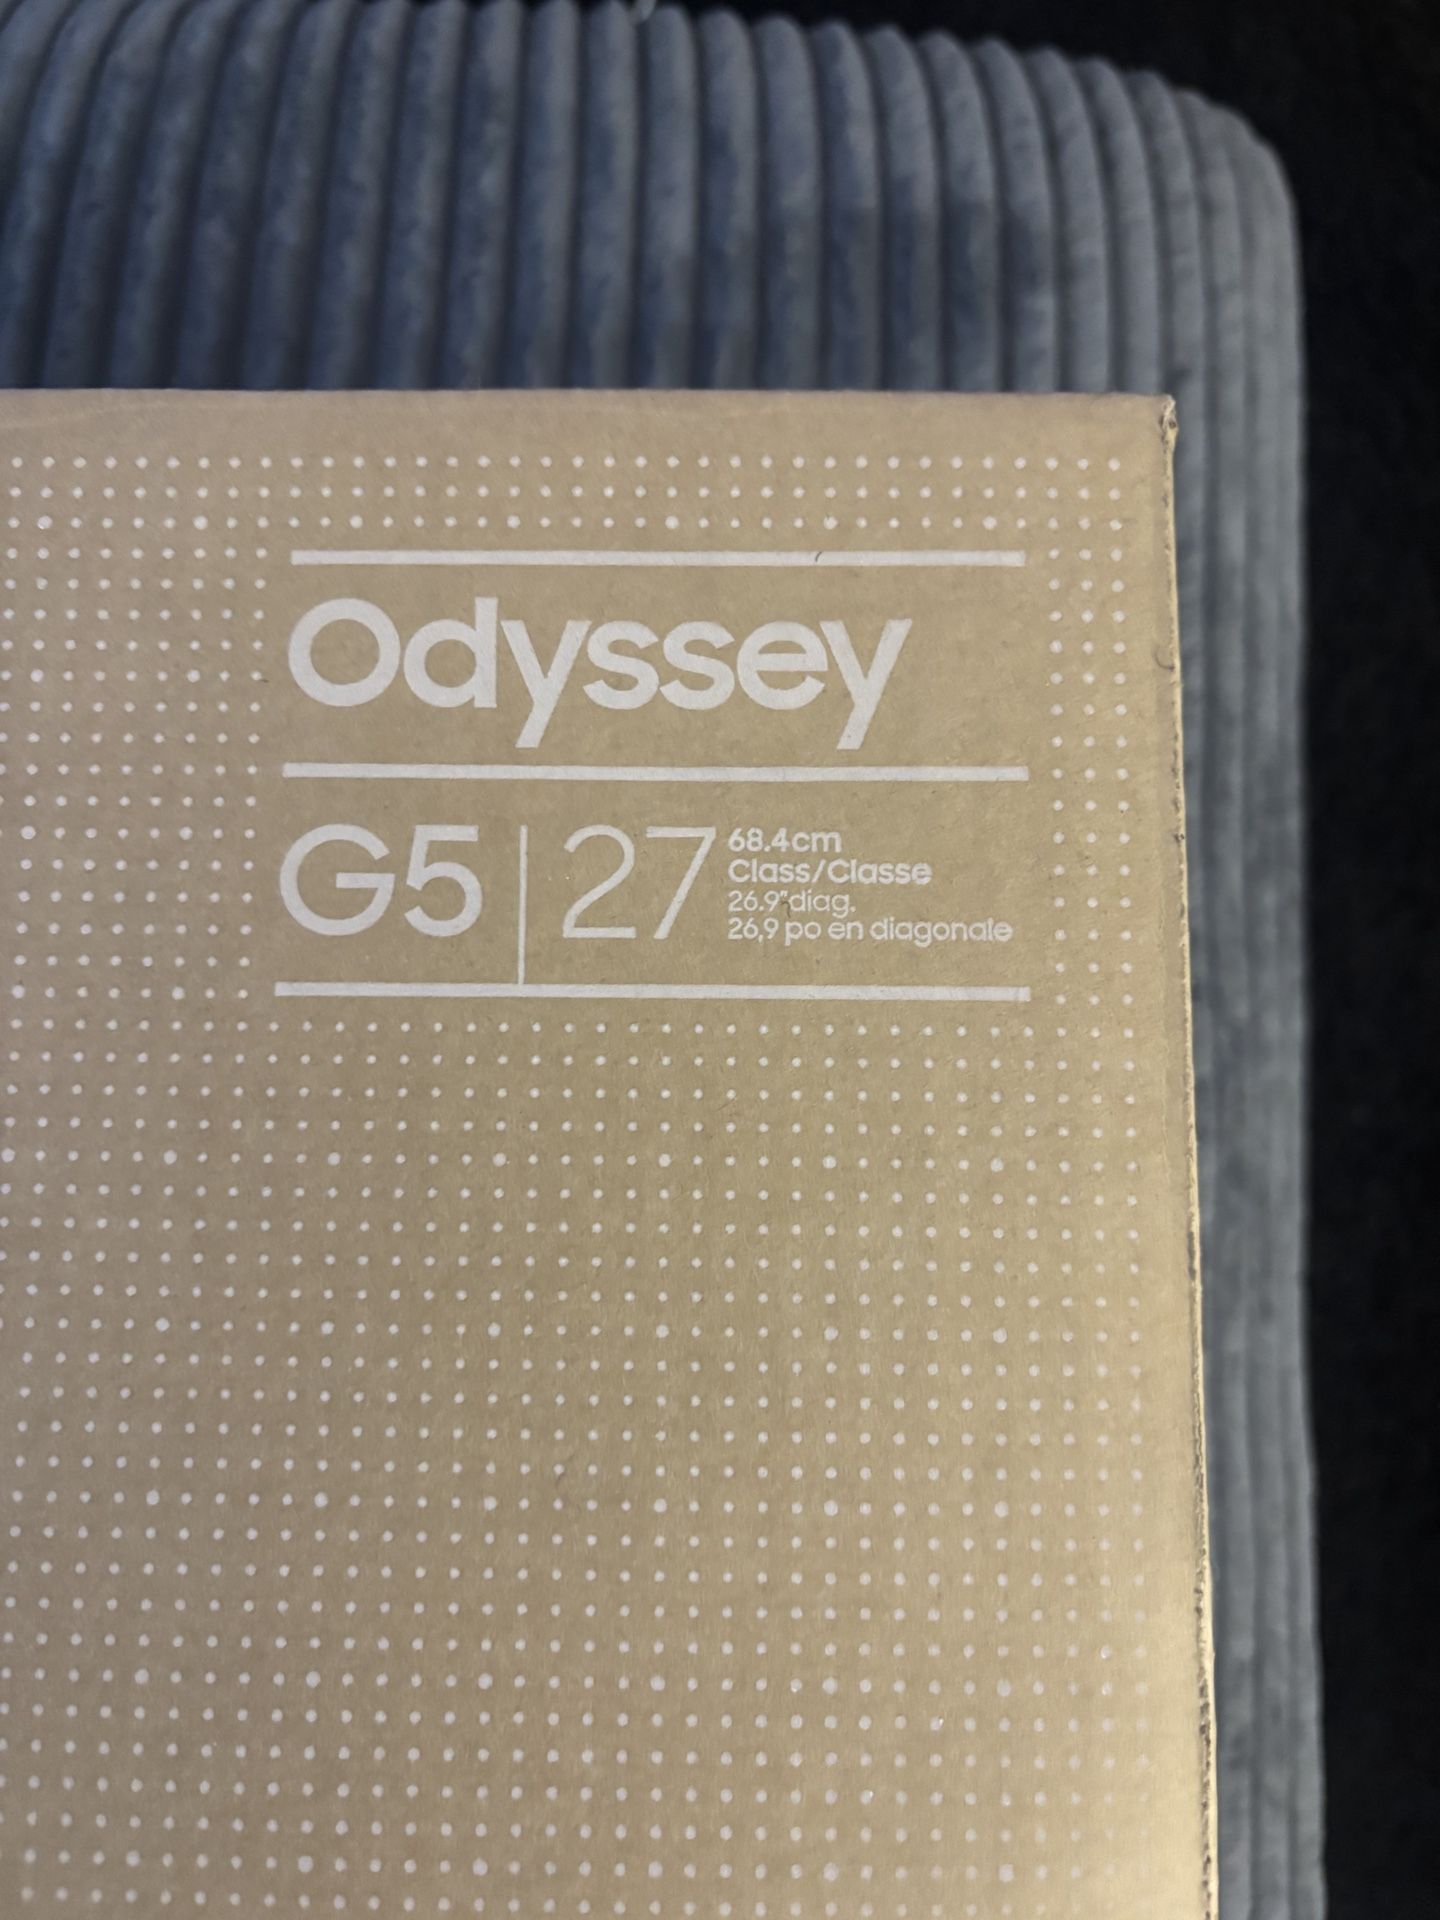 Odyssey
G5 | 27
68.4cm
Class/Classe
26.9"diag.
26,9 po en diagonale